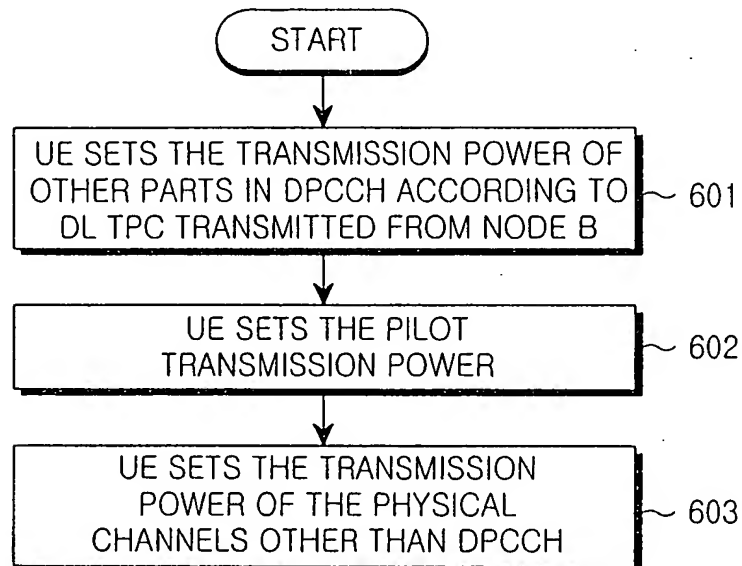 START
UE SETS THE TRANSMISSION POWER OF
OTHER PARTS IN DPCCH ACCORDING TO
DL TPC TRANSMITTED FROM NODE B
601
UE SETS THE PILOT
TRANSMISSION POWER
602
UE SETS THE TRANSMISSION
POWER OF THE PHYSICAL
CHANNELS OTHER THAN DPCCH
603